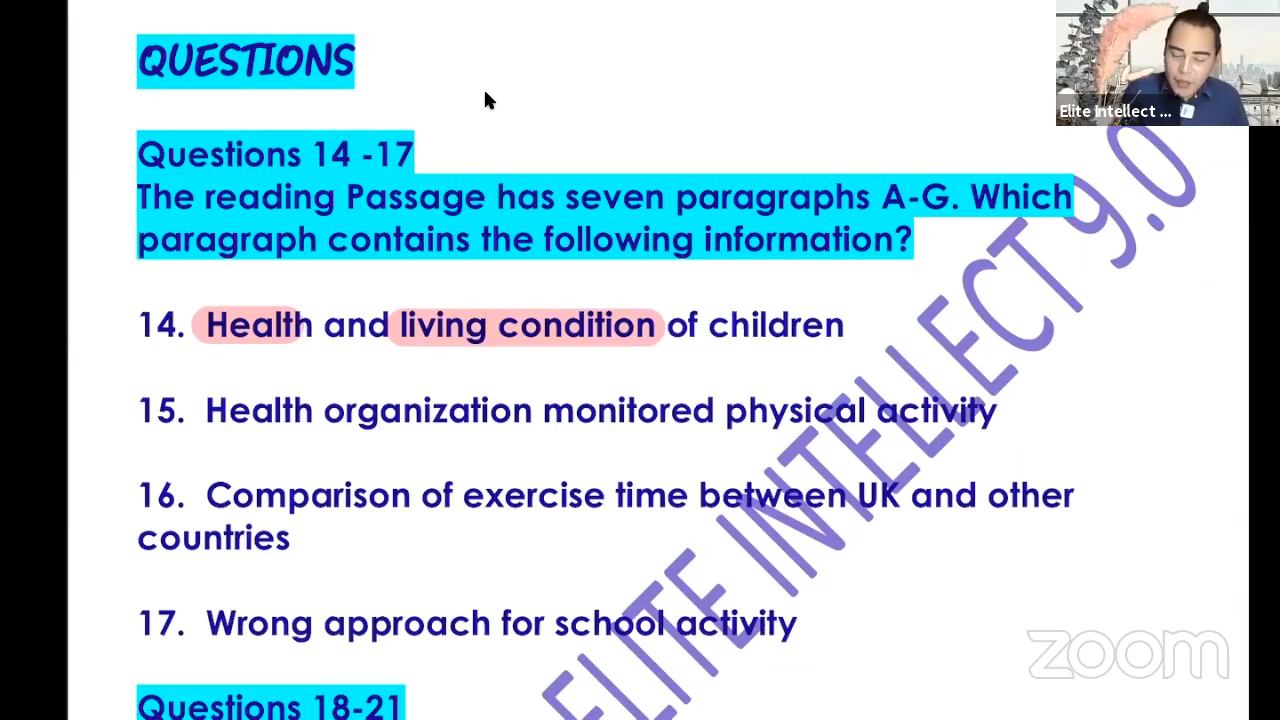 QUESTIONS
Elite Intellect ...
Questions 14 -17
The reading Passage has seven paragraphs A-G. Which
paragraph contains the following information?
14. Health and living condition of children
15. Health organization monitored physical activity
16. Comparison of exercise time between UK and other
countries
17. Wrong approach for school activity
Questions 18-21
ELITE INTELLECT 9.0
zoom